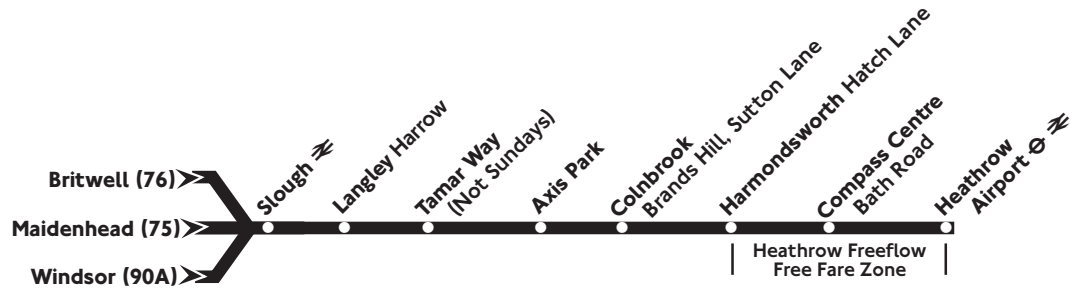 Britwell (76)
Maidenhead (75)
Windsor (90A)
Slough
Langley Harrow
Tamar Way
(Not Sundays)
Axis Park
Colnbrook
Brands Hill, Sutton Lane
Harmondsworth Hatch Lane
Compass Centre
Bath Road
Heathrow
Airport
Heathrow Freeflow
Free Fare Zone